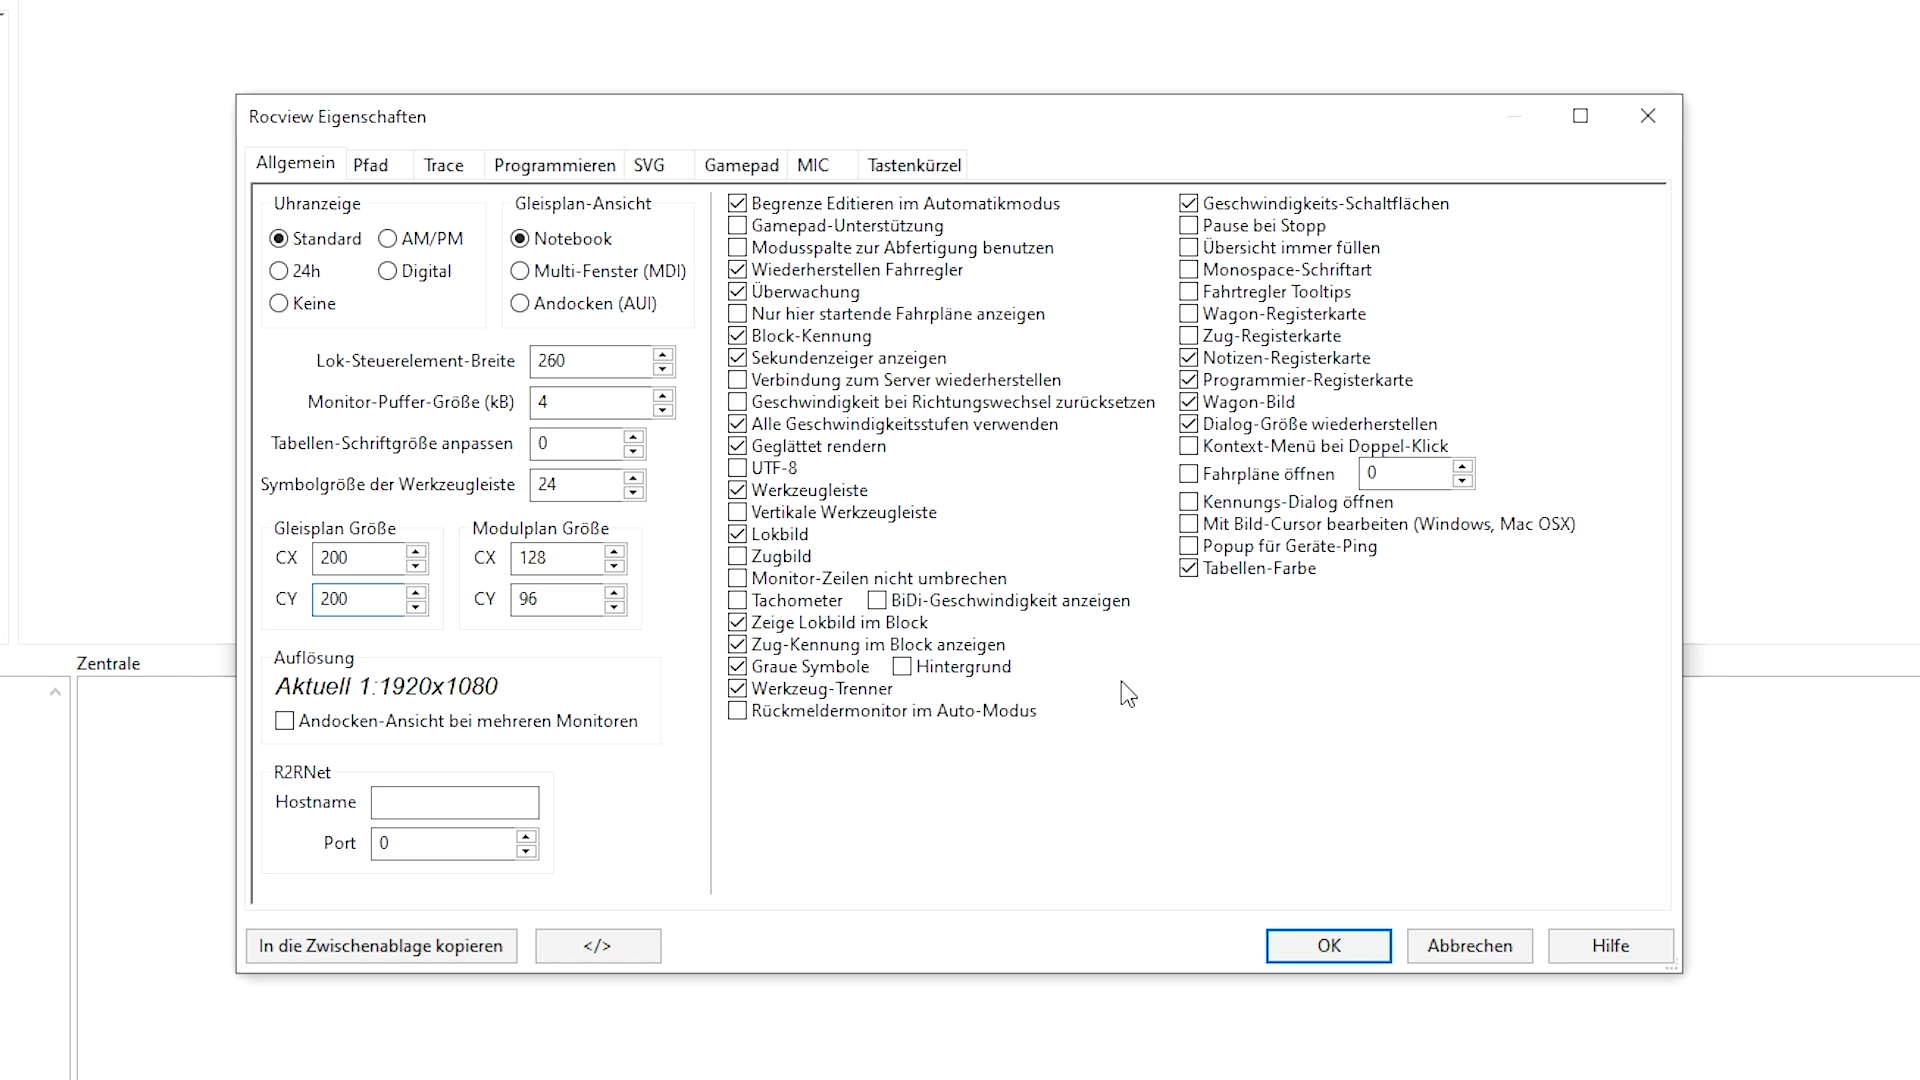 Rocview Eigenschaften
Allgemein Pfad Trace Programmieren SVG Gamepad MIC Tastenkürzel
Uhranzeige
Standard AM/PM
24h Digital
Keine
Gleisplan-Ansicht
Notebook
Multi-Fenster (MDI)
Andocken (AUI)
Lok-Steuerelement-Breite 260
Monitor-Puffer-Größe (kB) 4
Tabellen-Schriftgröße anpassen 0
Symbolgröße der Werkzeugleiste 24
Gleisplan Größe
CX 200
CY 200
Modulplan Größe
CX 128
CY 96
Auflösung
Aktuell 1:1920x1080
Andocken-Ansicht bei mehreren Monitoren
R2RNet
Hostname
Port 0
Begrenze Editieren im Automatikmodus
Gamepad-Unterstützung
Modusspalte zur Abfertigung benutzen
Wiederherstellen Fahrregler
Überwachung
Nur hier startende Fahrpläne anzeigen
Block-Kennung
Sekundenzeiger anzeigen
Verbindung zum Server wiederherstellen
Geschwindigkeit bei Richtungswechsel zurücksetzen
Alle Geschwindigkeitsstufen verwenden
Geglättet rendern
UTF-8
Werkzeugleiste
Vertikale Werkzeugleiste
Lokbild
Zugbild
Monitor-Zeilen nicht umbrechen
Tachometer BiDi-Geschwindigkeit anzeigen
Zeige Lokbild im Block
Zug-Kennung im Block anzeigen
Graue Symbole Hintergrund
Werkzeug-Trenner
Rückmeldermonitor im Auto-Modus
Geschwindigkeits-Schaltflächen
Pause bei Stopp
Übersicht immer füllen
Monospace-Schriftart
Fahrtregler Tooltips
Wagon-Registerkarte
Zug-Registerkarte
Notizen-Registerkarte
Programmier-Registerkarte
Wagon-Bild
Dialog-Größe wiederherstellen
Kontext-Menü bei Doppel-Klick
Fahrpläne öffnen 0
Kennungs-Dialog öffnen
Mit Bild-Cursor bearbeiten (Windows, Mac OSX)
Popup für Geräte-Ping
Tabellen-Farbe
Zentrale
In die Zwischenablage kopieren </> OK Abbrechen Hilfe